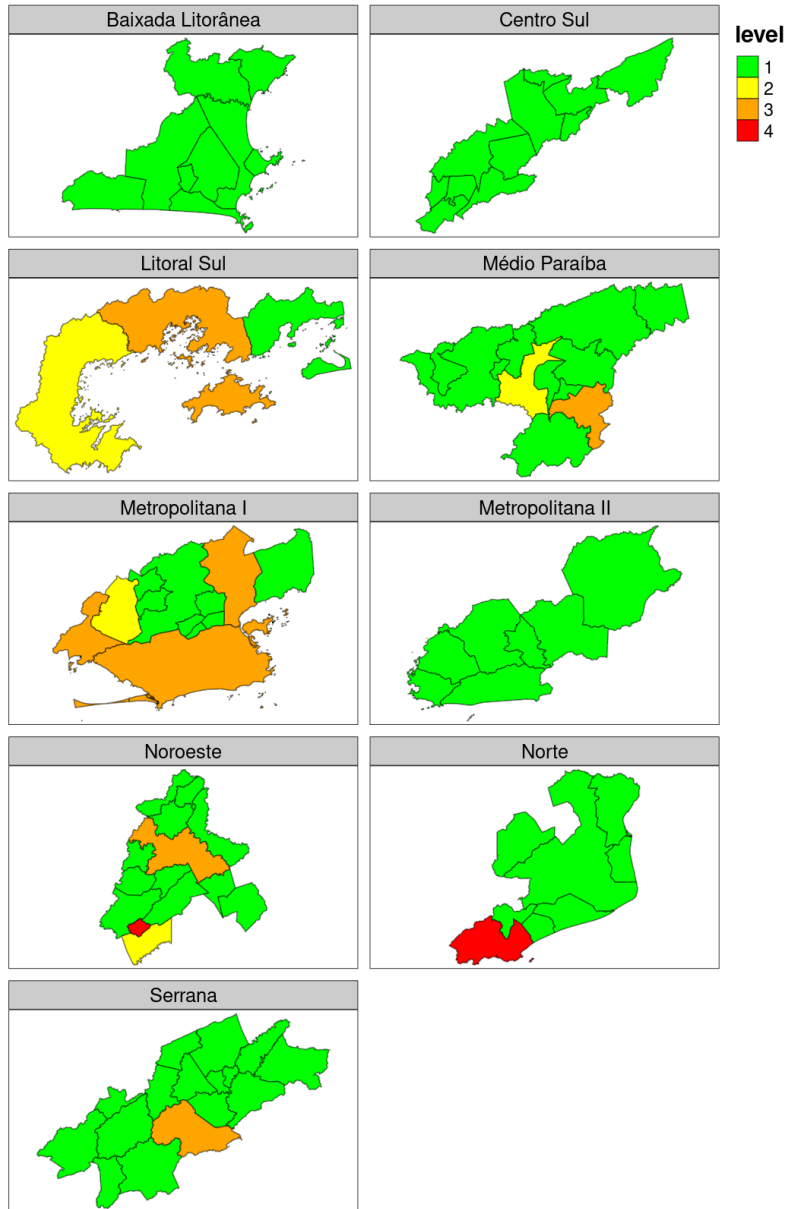 Baixada Litorânea
Centro Sul
level
1
2
3
4
Litoral Sul
Médio Paraíba
Metropolitana I
Metropolitana II
Noroeste
Norte
Serrana